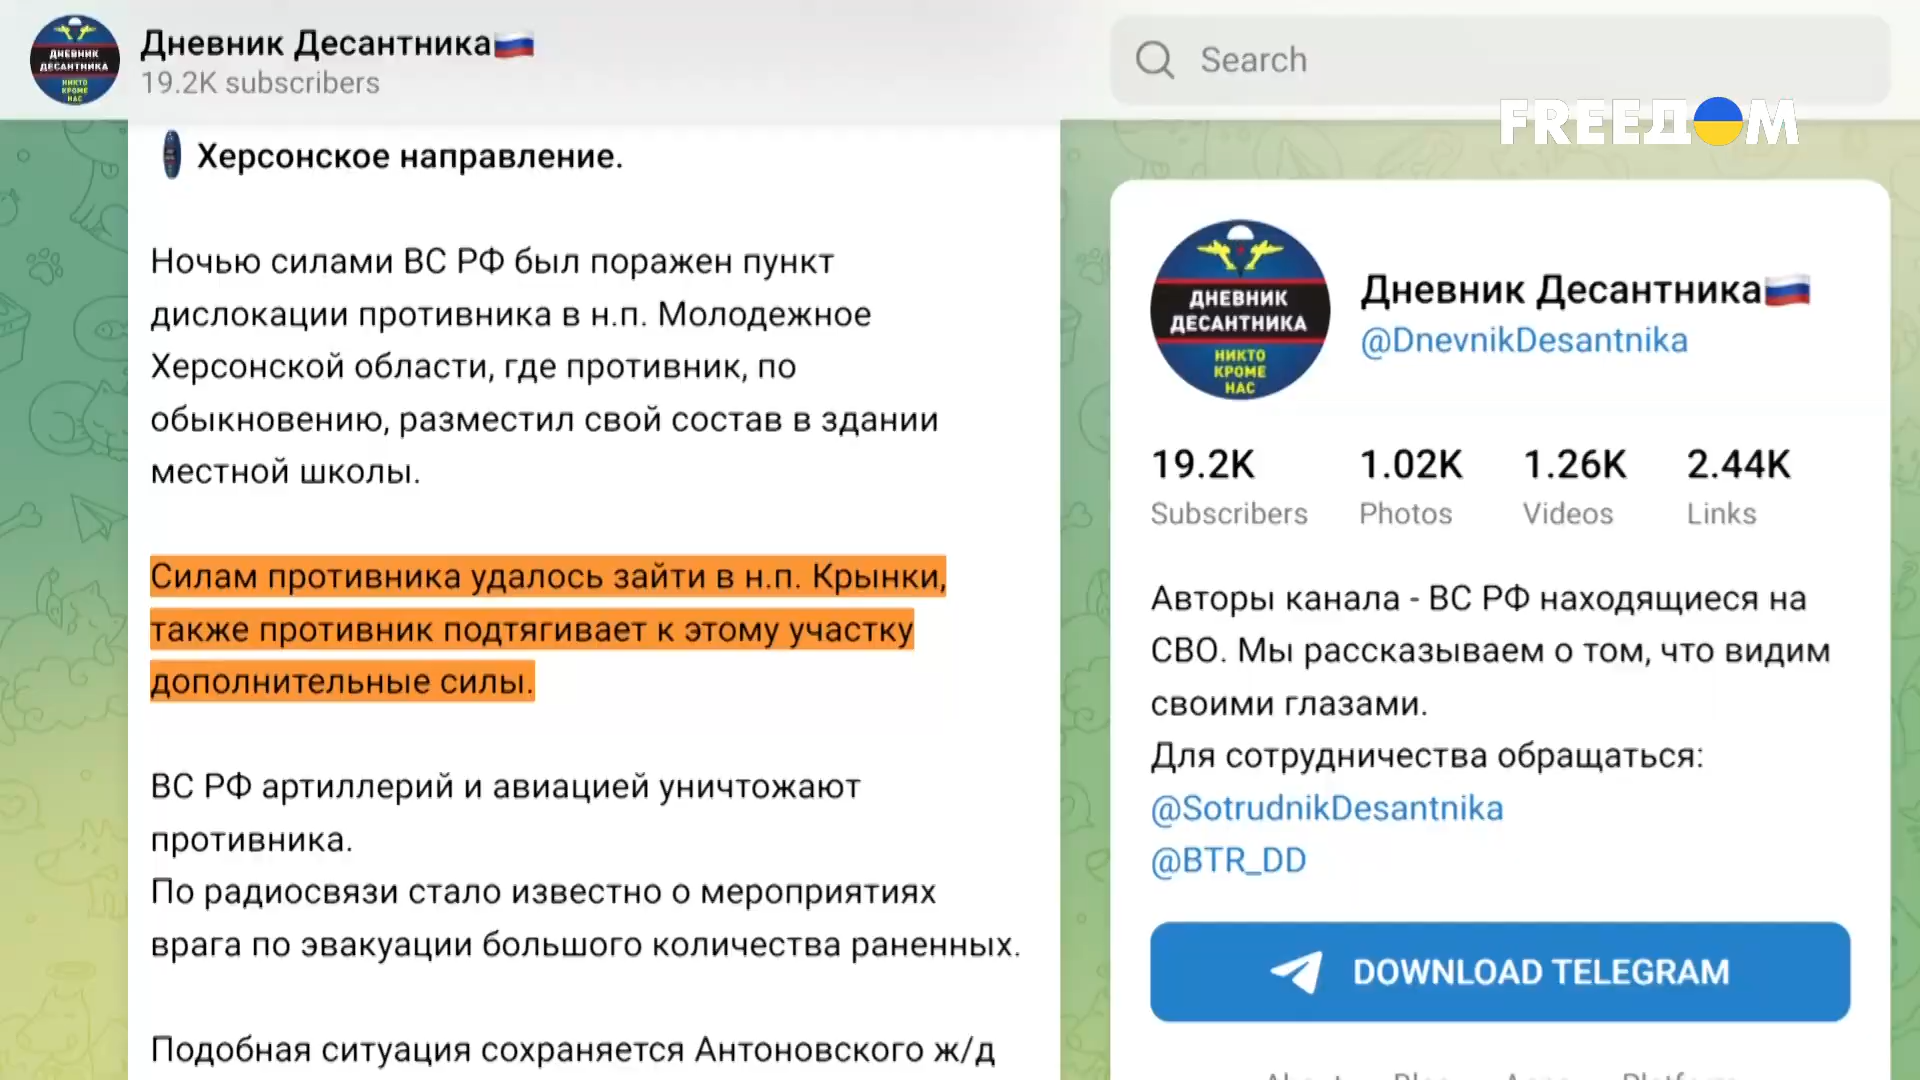 Дневник Десантника
19.2K subscribers
ДНЕВНИК
ДЕСАНТНИКА
НИКТО
КРОМЕ
НАС
Херсонское направление.
Ночью силами ВС РФ был поражен пункт
дислокации противника в н.п. Молодежное
Херсонской области, где противник, по
обыкновению, разместил свой состав в здании
местной школы.
Силам противника удалось зайти в н.п. Крынки,
также противник подтягивает к этому участку
дополнительные силы.
ВС РФ артиллерий и авиацией уничтожают
противника.
По радиосвязи стало известно о мероприятиях
врага по эвакуации большого количества раненных.
Подобная ситуация сохраняется Антоновского ж/д
Search
FREEДOM
ДНЕВНИК
ДЕСАНТНИКА
НИКТО
КРОМЕ
НАС
Дневник Десантника
@DnevnikDesantnika
19.2K 1.02K 1.26K 2.44K
Subscribers Photos Videos Links
Авторы канала - ВС РФ находящиеся на
СВО. Мы рассказываем о том, что видим
своими глазами.
Для сотрудничества обращаться:
@SotrudnikDesantnika
@BTR_DD
DOWNLOAD TELEGRAM